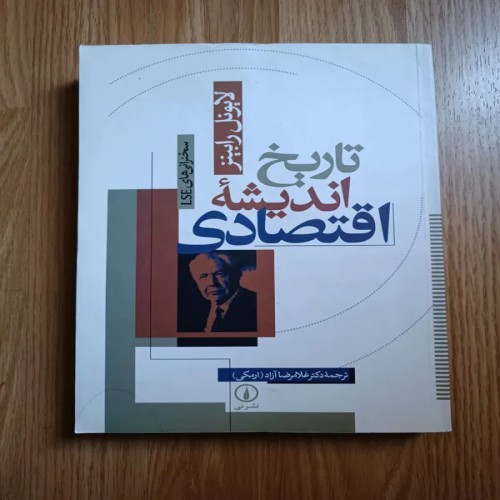 لایونل رابینز
سخنرانی‌های LSE
تاریخ
اندیشهٔ
اقتصادی
ترجمهٔ دکتر غلامرضا آزاد (ارمکی)
نشر نی